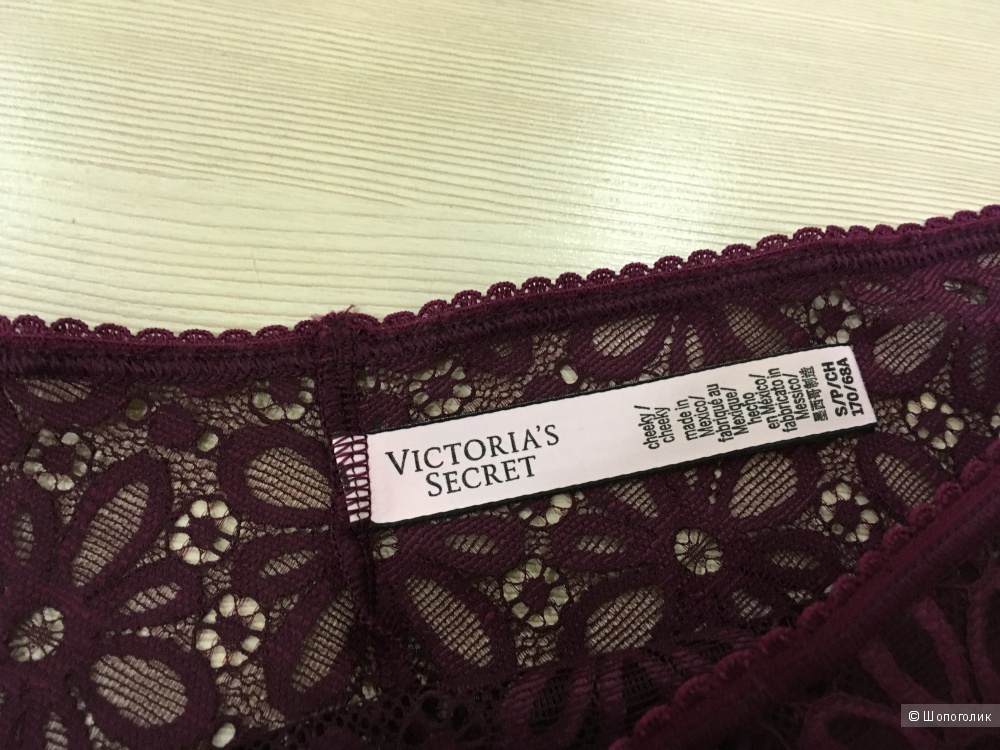 VICTORIA'S
SECRET
cheeky/
cheeky
made in
Mexico/
fabriqué au
Mexique/
hecho
en México/
fabbricato in
Messico/
墨西哥制造
S/P/CH
170/68A
© Шопоголик